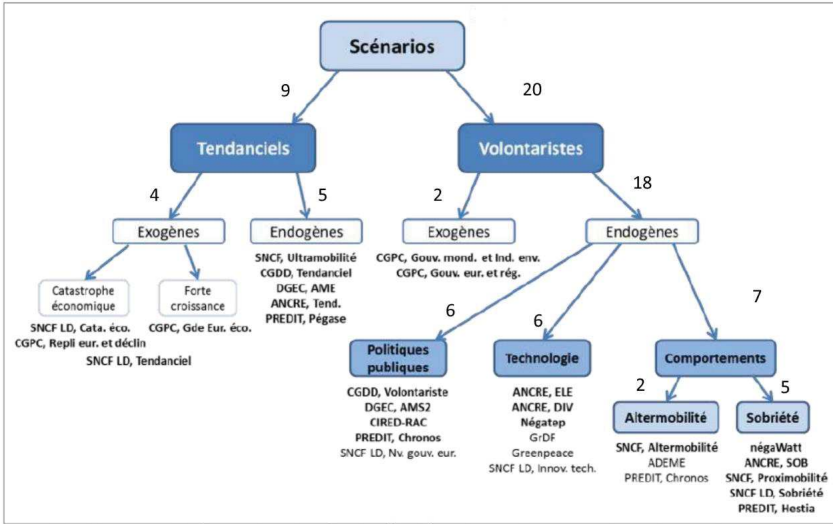 Scénarios
9
20
Tendanciels
Volontaristes
4
5
2
18
Exogènes
Endogènes
Exogènes
Endogènes
SNCF, Ultramobilité
CGDD, Tendanciel
DGEC, AME
ANCRE, Tend.
PREDIT, Pégase
CGPC, Gouv. mond. et Ind. env.
CGPC, Gouv. eur. et rég.
Catastrophe
économique
Forte
croissance
SNCF LD, Cata. éco.
CGPC, Repli eur. et déclin
CGPC, Gde Eur. éco.
SNCF LD, Tendanciel
6
6
7
Politiques
publiques
Technologie
Comportements
CGDD, Volontariste
DGEC, AMS2
CIRED-RAC
PREDIT, Chronos
SNCF LD, Nv. gouv. eur.
ANCRE, ELE
ANCRE, DIV
Négatep
GrDF
Greenpeace
SNCF LD, Innov. tech.
2
5
Altermobilité
Sobriété
SNCF, Altermobilité
ADEME
PREDIT, Chronos
négaWatt
ANCRE, SOB
SNCF, Proximobilité
SNCF LD, Sobriété
PREDIT, Hestia